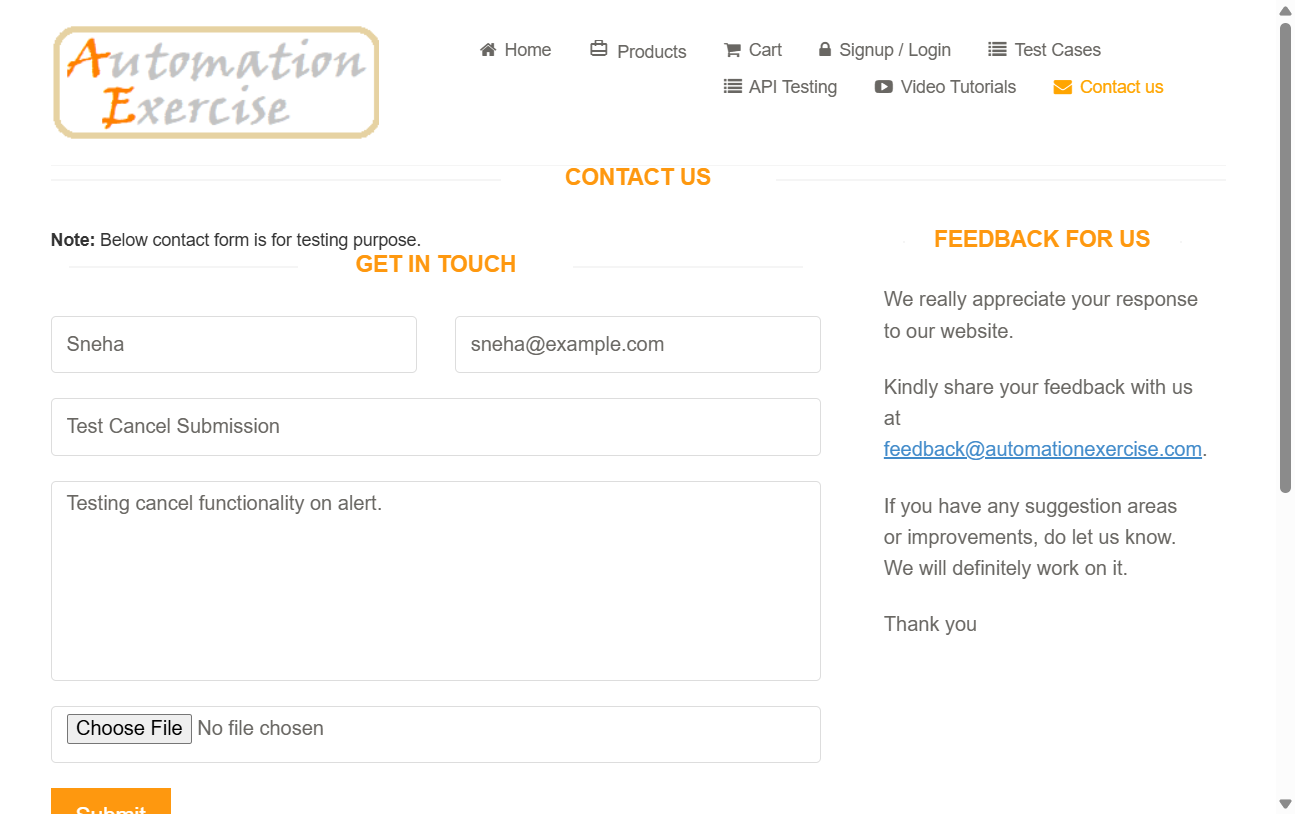 Automation
Exercise
Home
Products
Cart
Signup / Login
Test Cases
API Testing
Video Tutorials
Contact us
CONTACT US
Note: Below contact form is for testing purpose.
GET IN TOUCH
Sneha
sneha@example.com
Test Cancel Submission
Testing cancel functionality on alert.
Choose File No file chosen
Submit
FEEDBACK FOR US
We really appreciate your response
to our website.
Kindly share your feedback with us
at
feedback@automationexercise.com.
If you have any suggestion areas
or improvements, do let us know.
We will definitely work on it.
Thank you